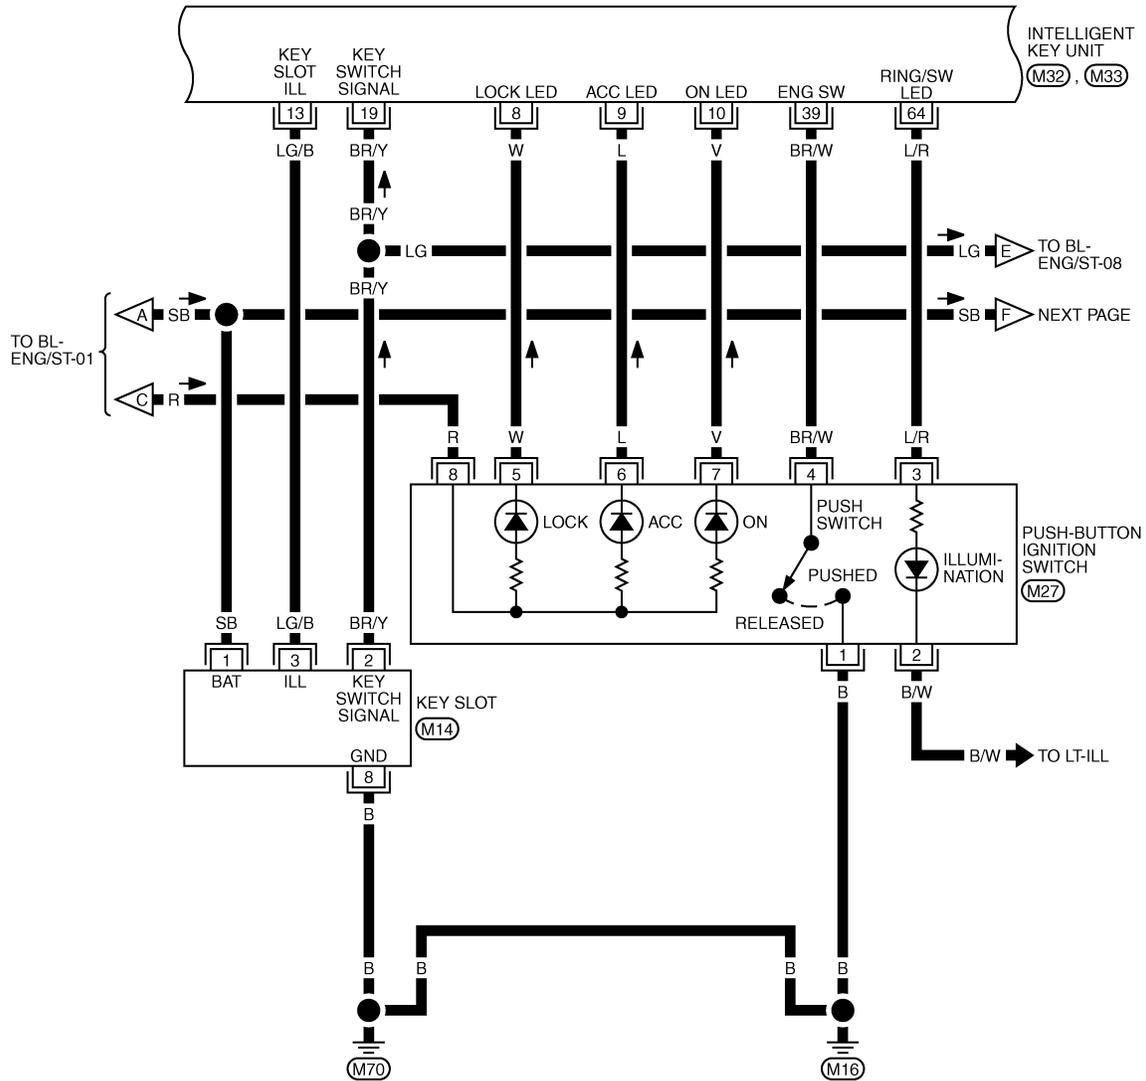 INTELLIGENT
KEY UNIT
M32 , M33
KEY
SLOT
ILL
KEY
SWITCH
SIGNAL
LOCK LED
ACC LED
ON LED
ENG SW
RING/SW
LED
13
19
8
9
10
39
64
LG/B
BR/Y
W
L
V
BR/W
L/R
BR/Y
LG
LG
E
TO BL-
ENG/ST-08
BR/Y
TO BL-
ENG/ST-01
A
SB
SB
F
NEXT PAGE
C
R
R
W
L
V
BR/W
L/R
8
5
6
7
4
3
LOCK
ACC
ON
PUSH
SWITCH
PUSHED
RELEASED
ILLUMI-
NATION
PUSH-BUTTON
IGNITION
SWITCH
M27
SB
LG/B
BR/Y
1
3
2
1
2
BAT
ILL
KEY
SWITCH
SIGNAL
KEY SLOT
M14
GND
8
B
B
B/W
B/W
TO LT-ILL
B
B
B
B
M70
M16